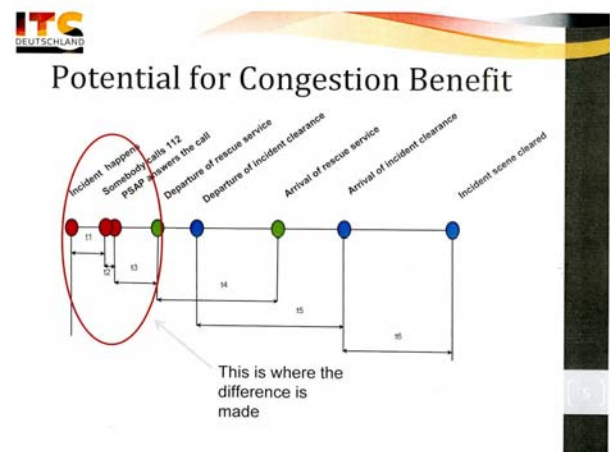 ITS
DEUTSCHLAND
Potential for Congestion Benefit
Incident happens
Somebody calls 112
PSAP answers the call
Departure of rescue service
Departure of incident clearance
Arrival of rescue service
Arrival of incident clearance
Incident scene cleared
t1
t2
t3
t4
t5
t6
This is where the
difference is
made
5